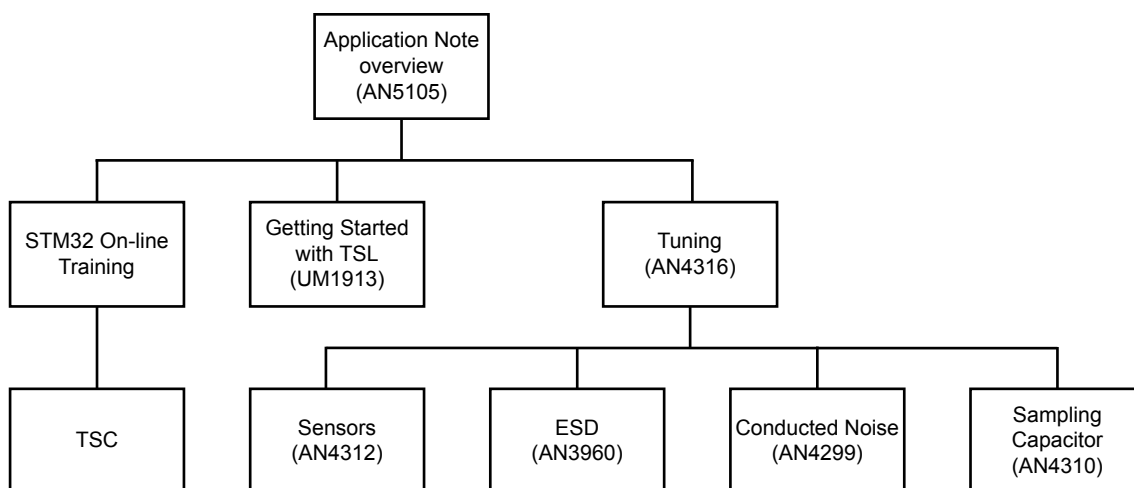 Application Note
overview
(AN5105)
STM32 On-line
Training
Getting Started
with TSL
(UM1913)
Tuning
(AN4316)
TSC
Sensors
(AN4312)
ESD
(AN3960)
Conducted Noise
(AN4299)
Sampling
Capacitor
(AN4310)